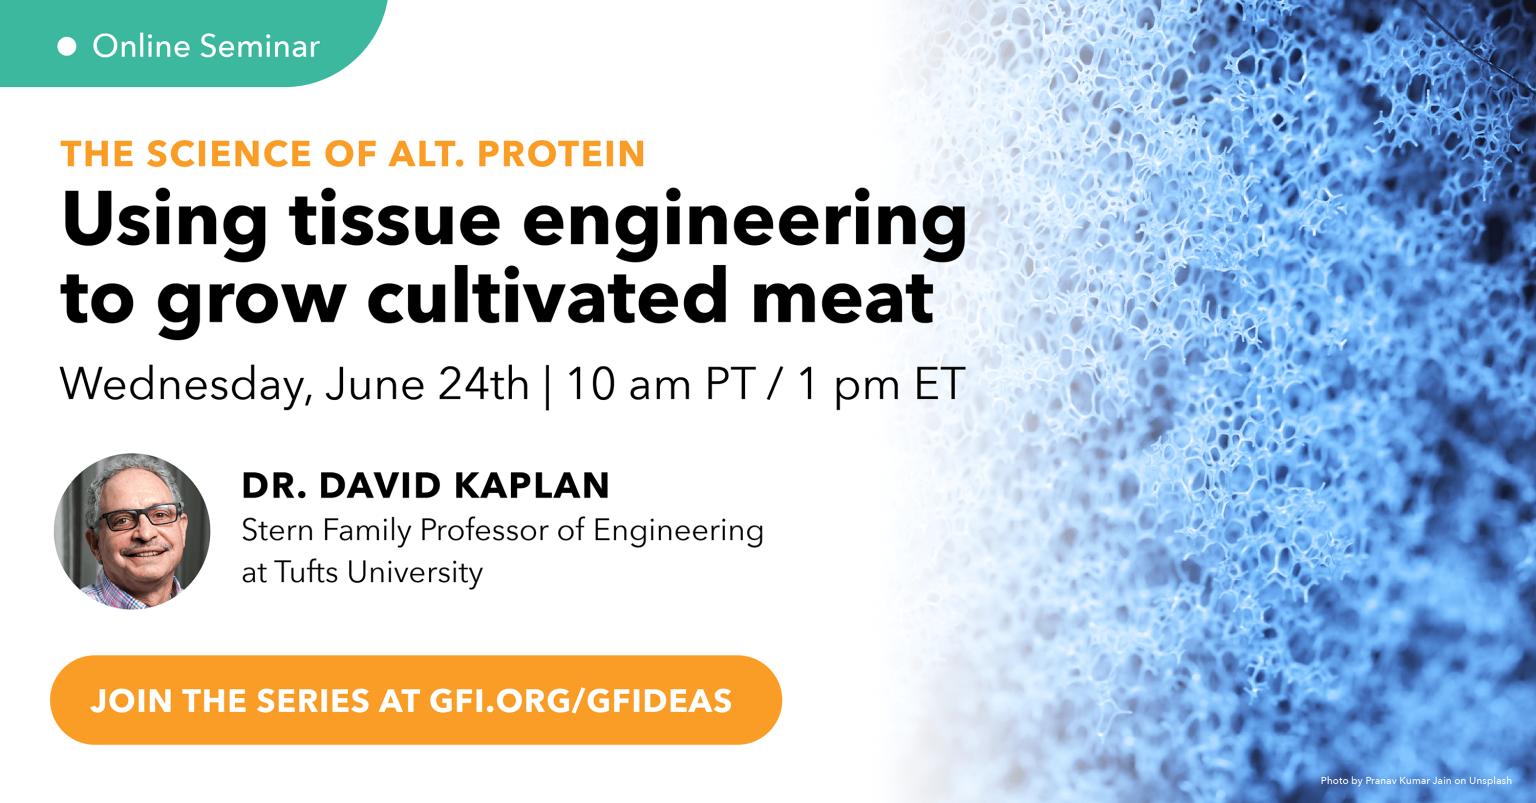 Online Seminar
THE SCIENCE OF ALT. PROTEIN
Using tissue engineering
to grow cultivated meat
Wednesday, June 24th | 10 am PT / 1 pm ET
DR. DAVID KAPLAN
Stern Family Professor of Engineering
at Tufts University
JOIN THE SERIES AT GFI.ORG/GFIDEAS
Photo by Pranav Kumar Jain on Unsplash